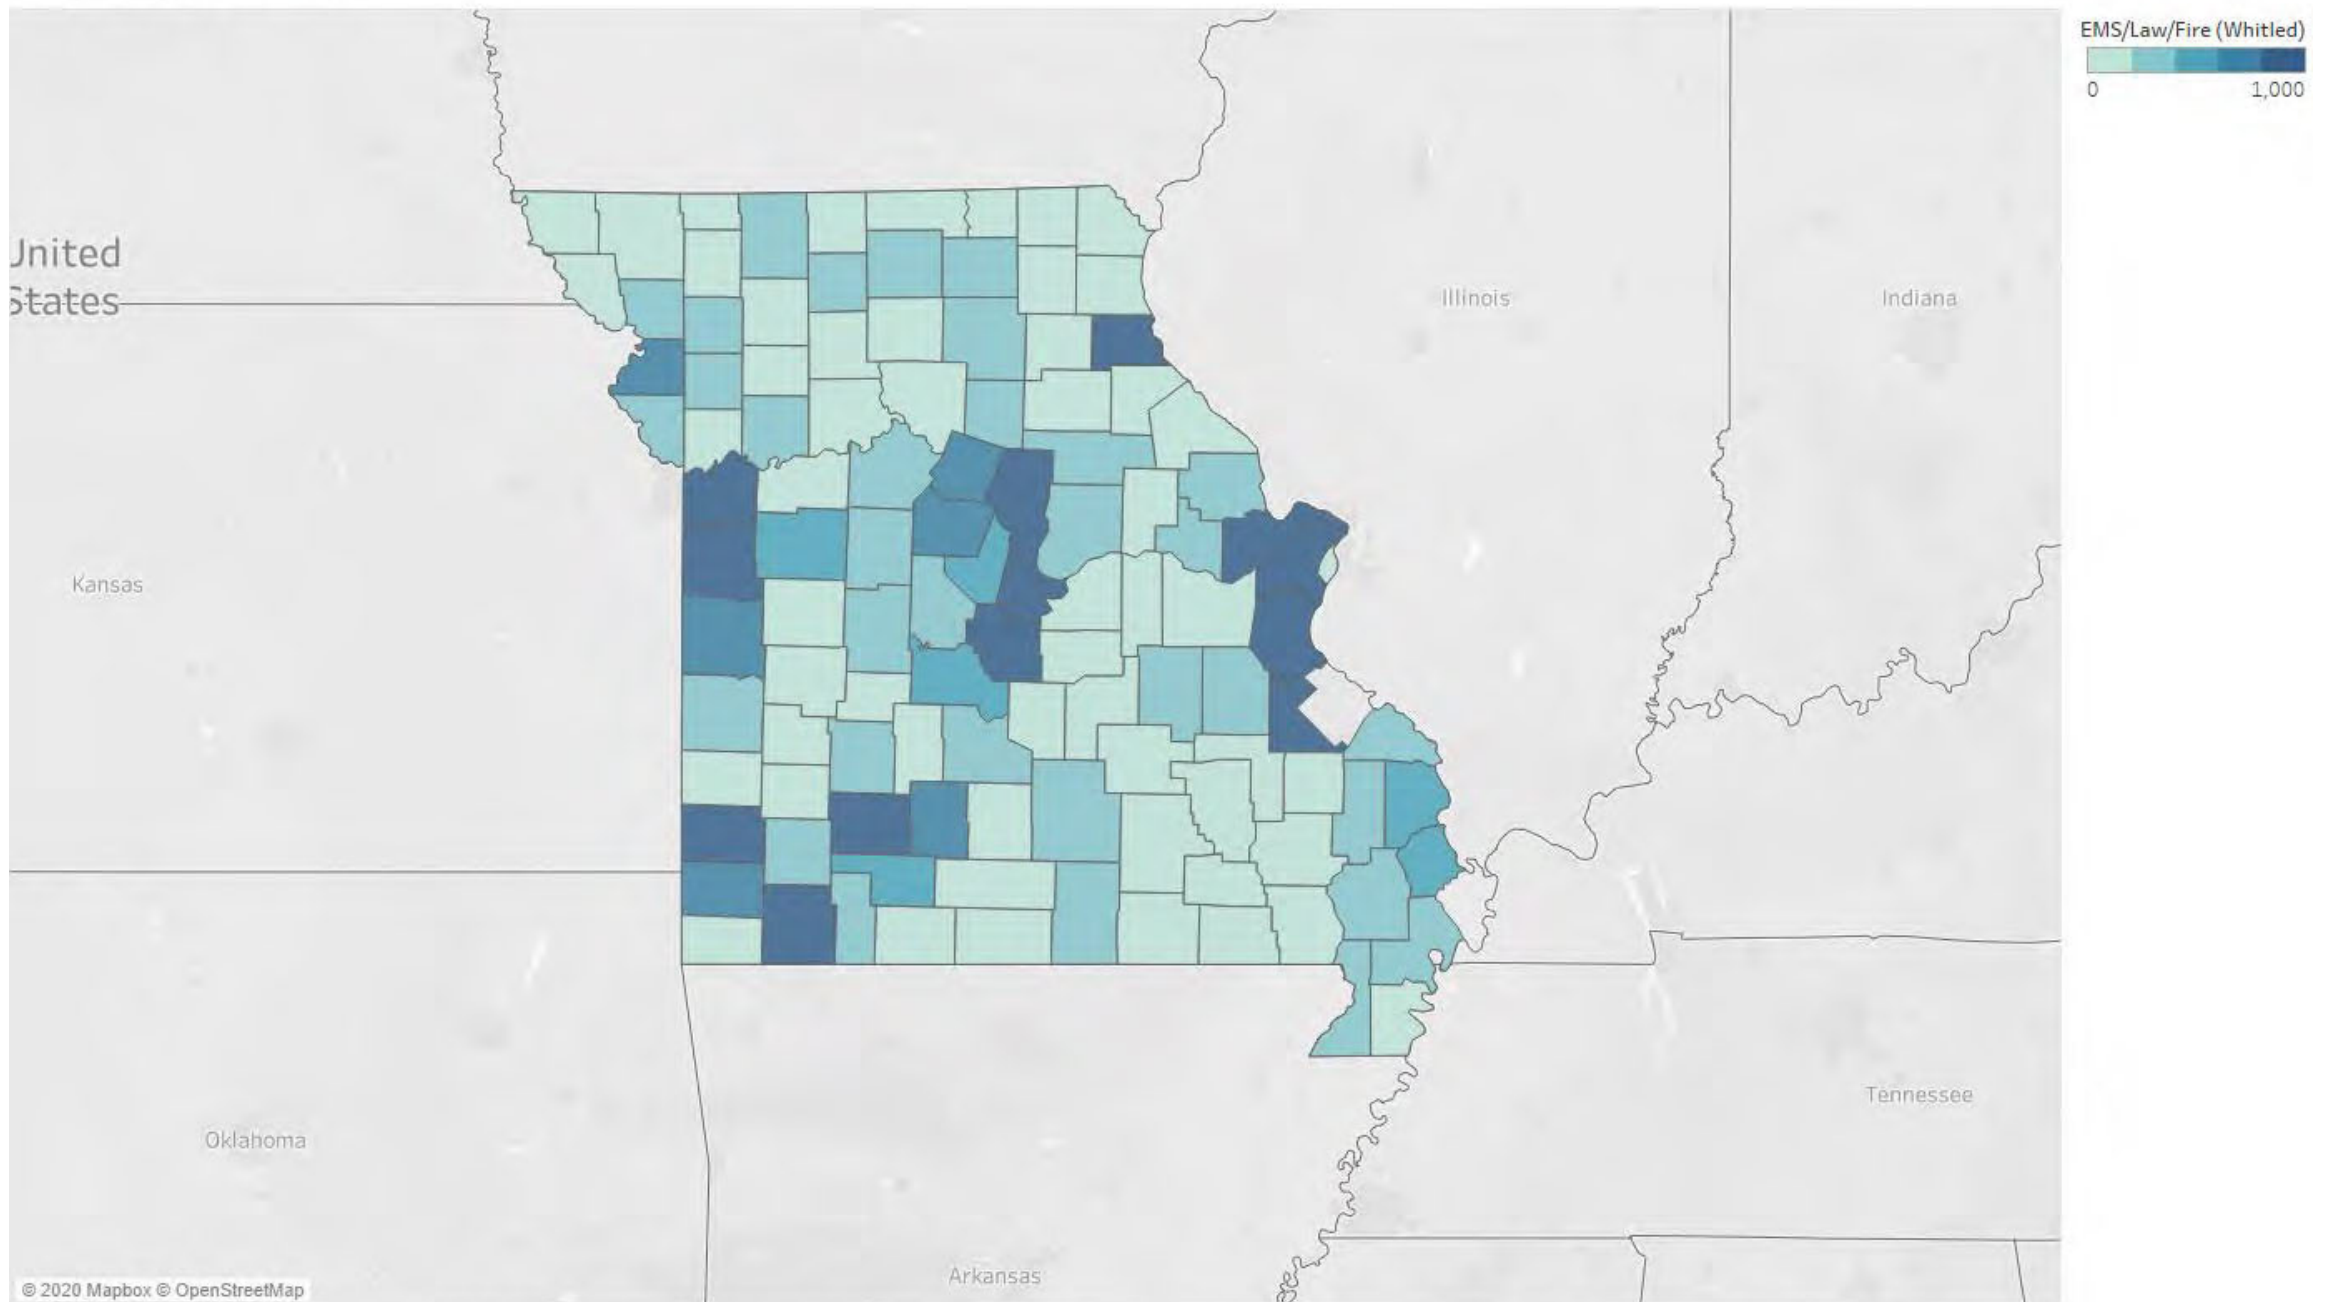 EMS/Law/Fire (Whitled)
0 1,000
United
States
Illinois
Indiana
Kansas
Tennessee
Oklahoma
Arkansas
© 2020 Mapbox © OpenStreetMap